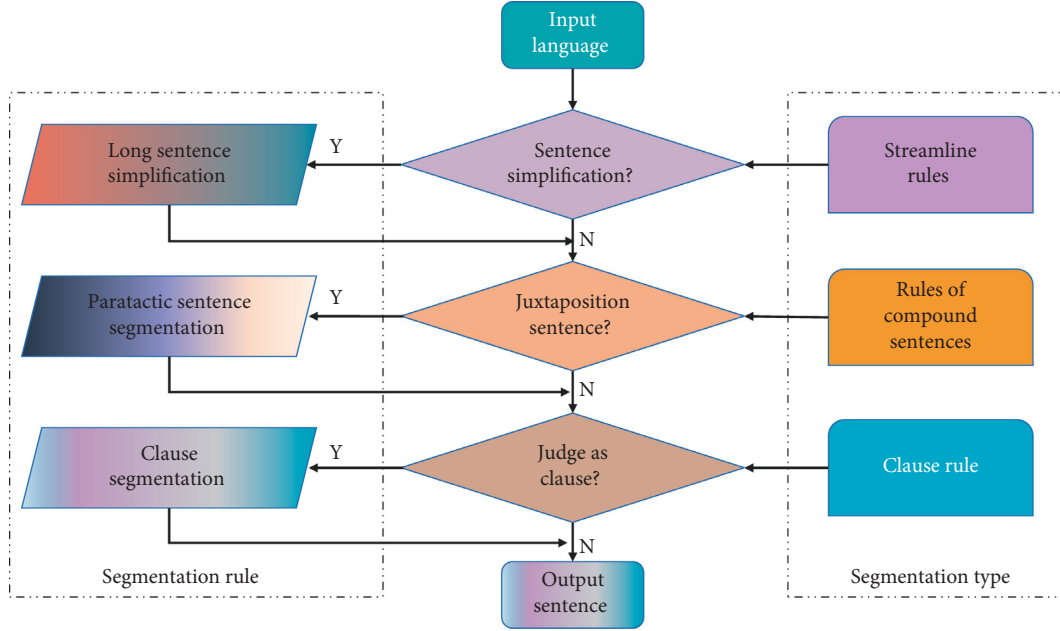 Input
language
Long sentence
simplification
Y
Sentence
simplification?
Streamline
rules
N
Paratactic sentence
segmentation
Y
Juxtaposition
sentence?
Rules of
compound
sentences
N
Clause
segmentation
Y
Judge as
clause?
Clause rule
N
Segmentation rule
Output
sentence
Segmentation type